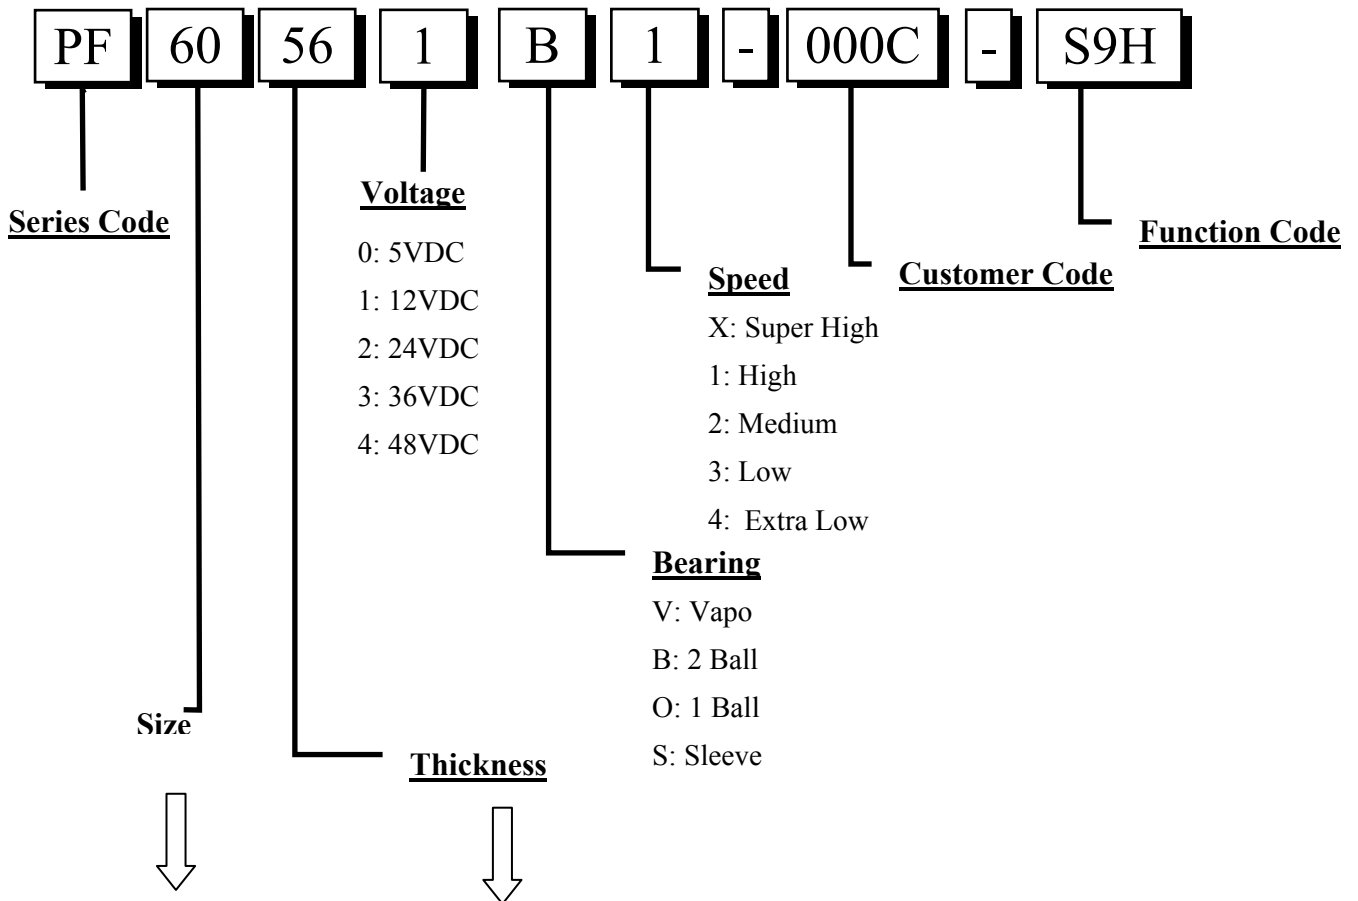 PF 60 56 1 B 1 - 000C - S9H
Series Code
Voltage
0: 5VDC
1: 12VDC
2: 24VDC
3: 36VDC
4: 48VDC
Function Code
Customer Code
Speed
X: Super High
1: High
2: Medium
3: Low
4: Extra Low
Bearing
V: Vapo
B: 2 Ball
O: 1 Ball
S: Sleeve
Size
Thickness